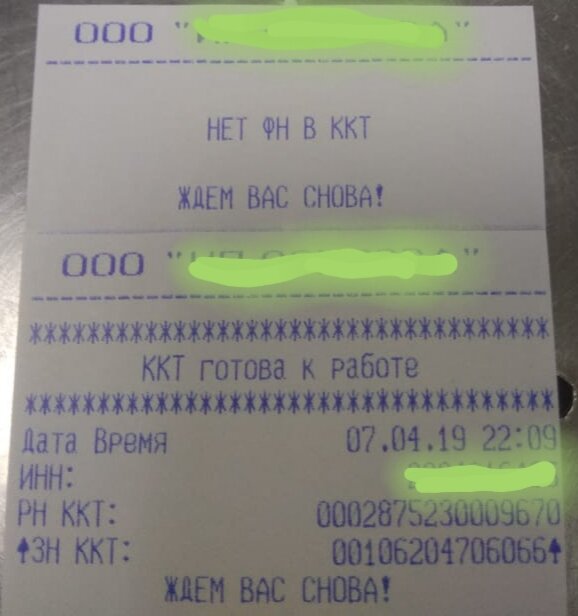 ООО "
НЕТ ФН В ККТ
ЖДЕМ ВАС СНОВА!
ООО "
"
************************************
ККТ готова к работе
************************************
Дата Время 07.04.19 22:09
ИНН:
РН ККТ: 0002875230009670
ЗН ККТ: 00106204706066
ЖДЕМ ВАС СНОВА!